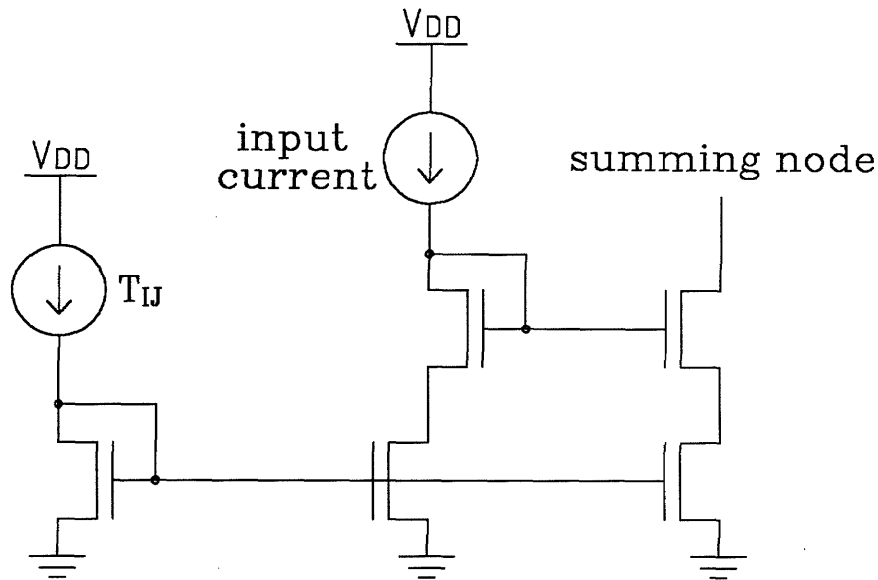 VDD
input
current
summing node
VDD
TIJ